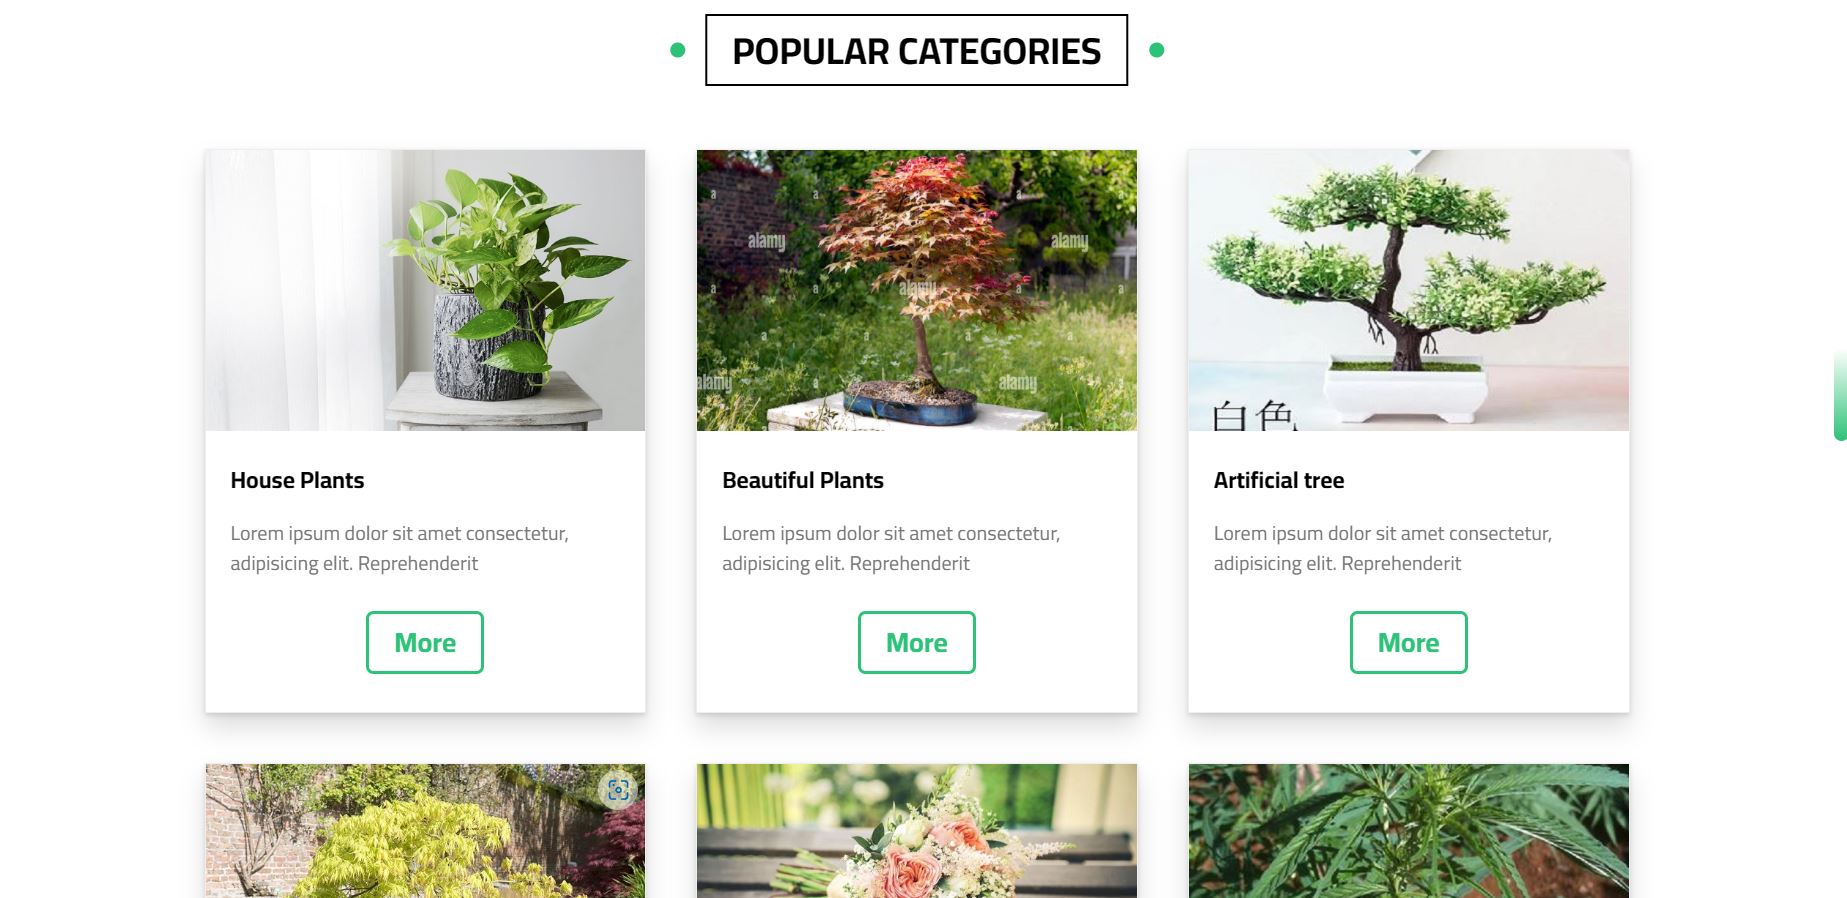 POPULAR CATEGORIES
a a a
alamy alamy
a a alamy a a
a a a
alamy a alamy
a a
白色
House Plants
Beautiful Plants
Artificial tree
Lorem ipsum dolor sit amet consectetur,
adipisicing elit. Reprehenderit
Lorem ipsum dolor sit amet consectetur,
adipisicing elit. Reprehenderit
Lorem ipsum dolor sit amet consectetur,
adipisicing elit. Reprehenderit
More
More
More